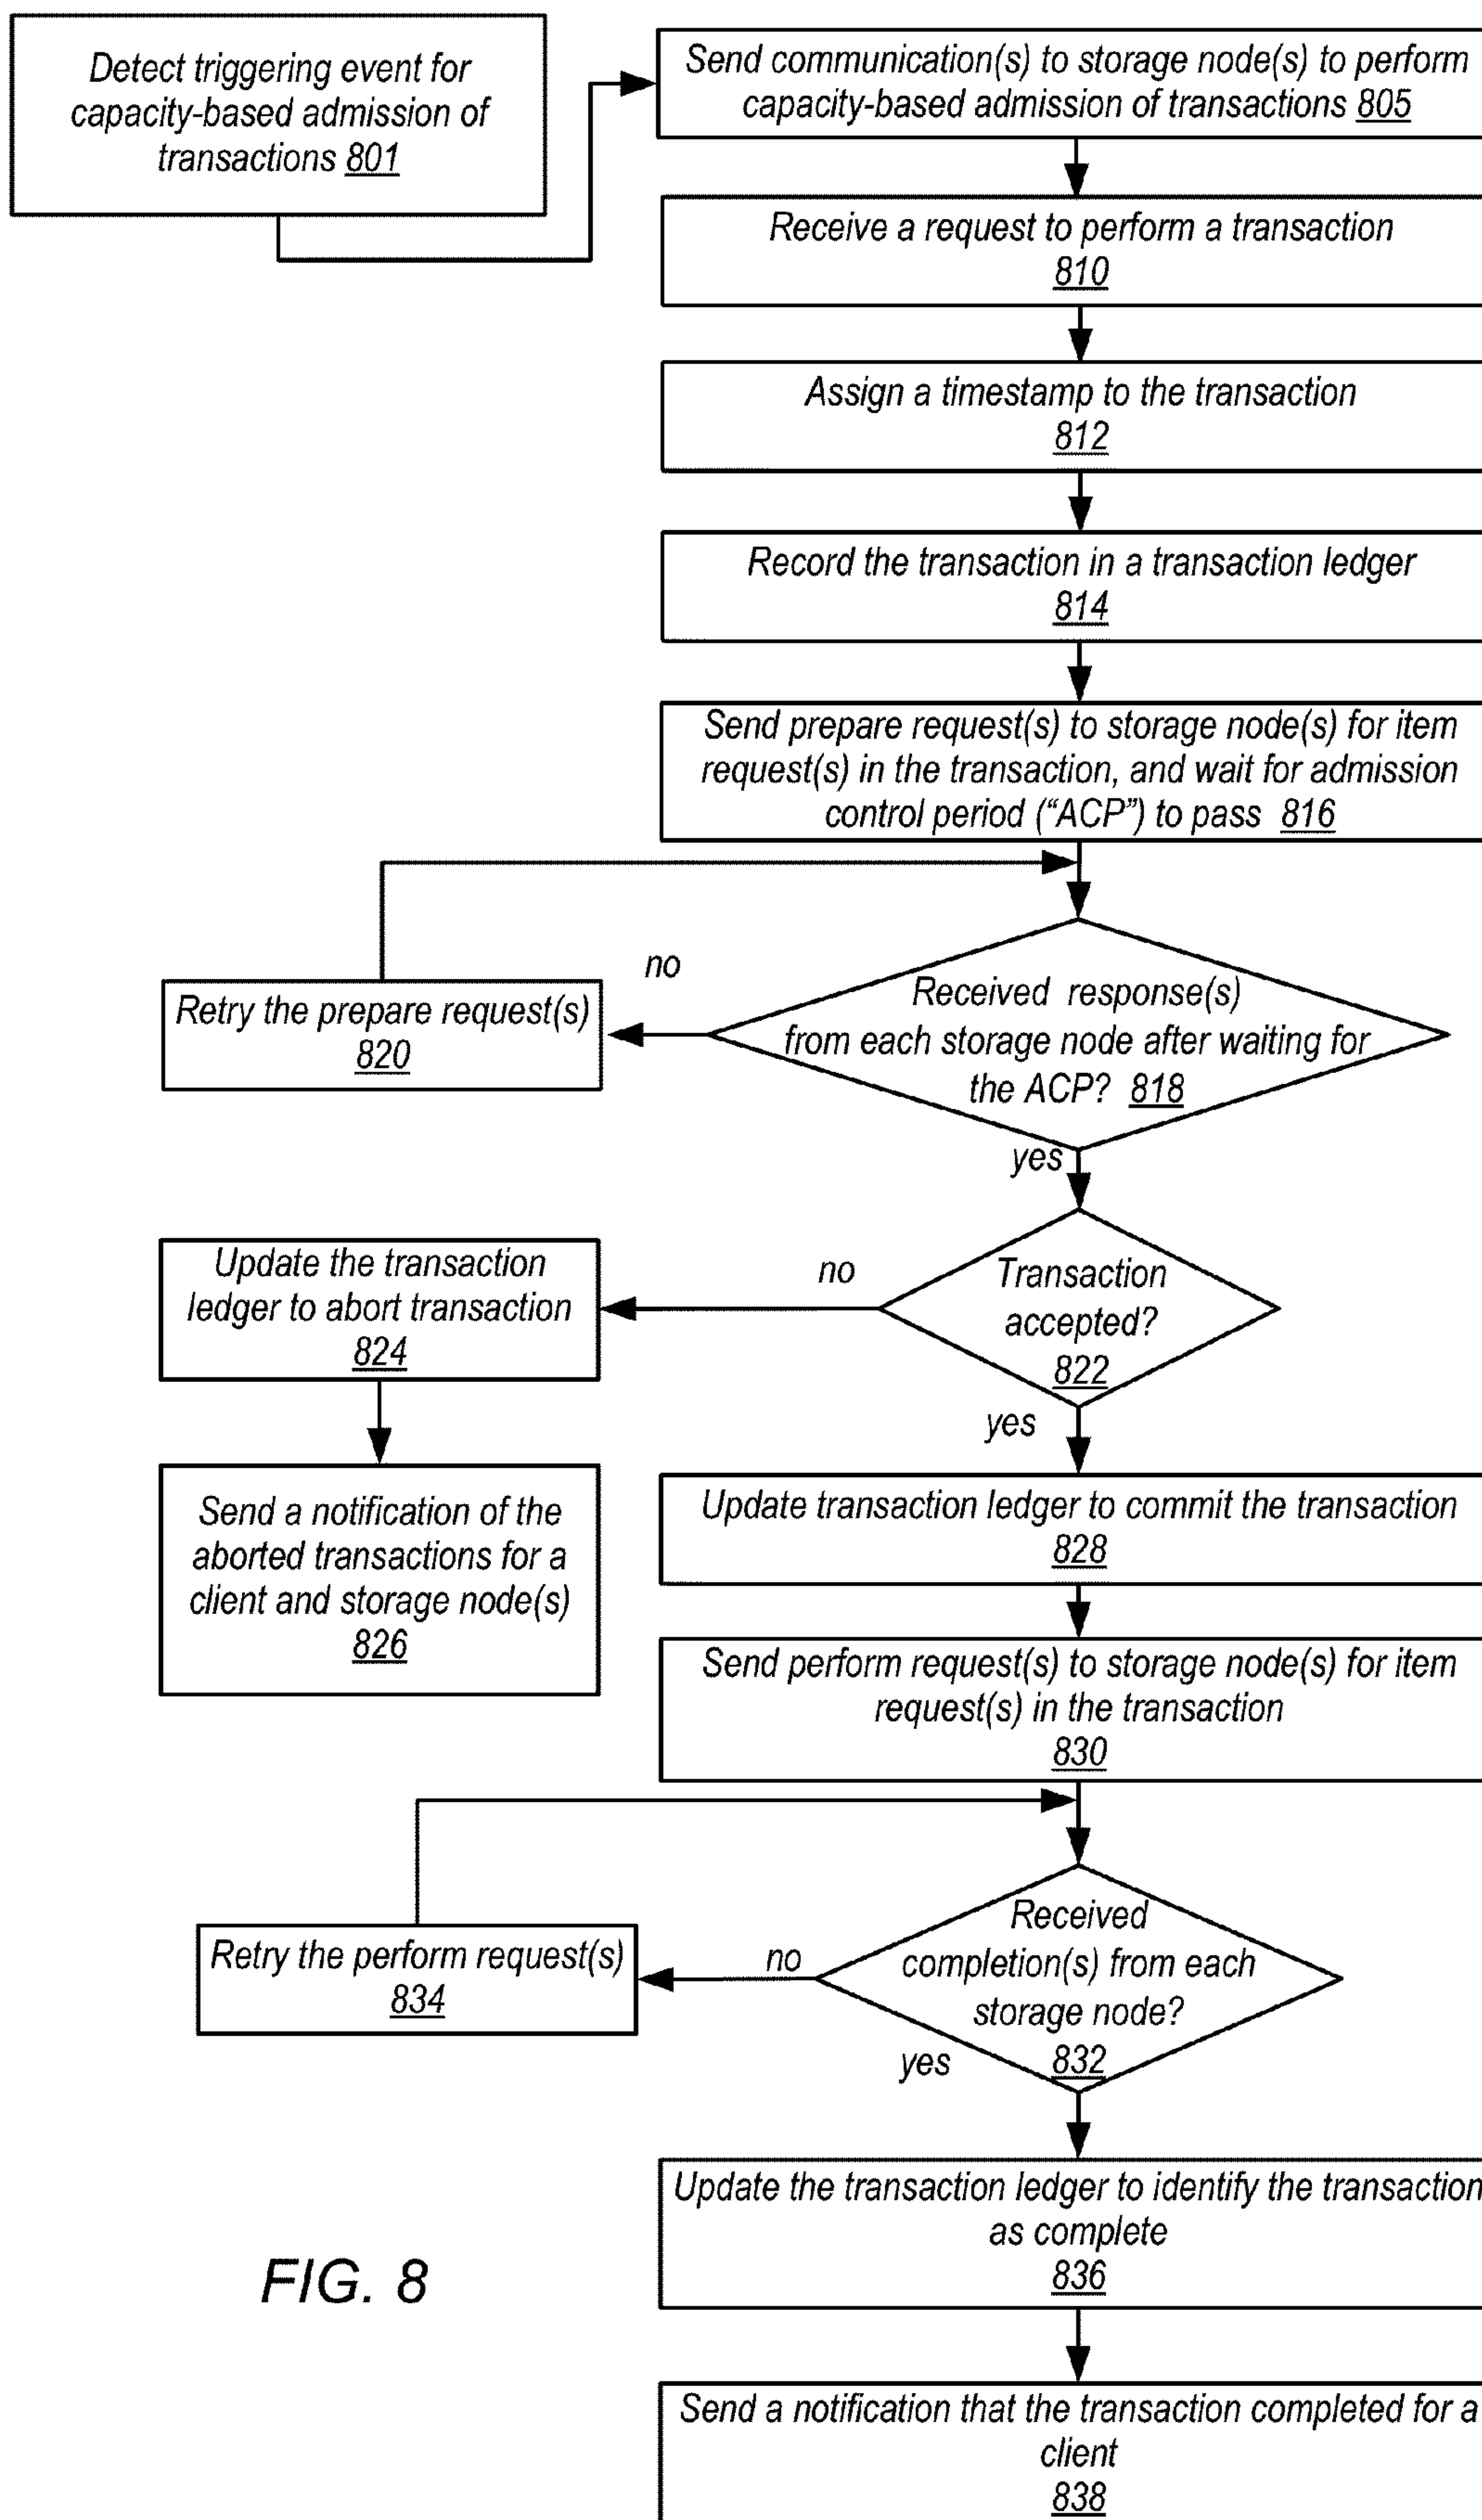 Detect triggering event for
capacity-based admission of
transactions 801
Send communication(s) to storage node(s) to perform
capacity-based admission of transactions 805
Receive a request to perform a transaction
810
Assign a timestamp to the transaction
812
Record the transaction in a transaction ledger
814
Send prepare request(s) to storage node(s) for item
request(s) in the transaction, and wait for admission
control period (“ACP”) to pass 816
no
Retry the prepare request(s)
820
Received response(s)
from each storage node after waiting for
the ACP? 818
yes
Update the transaction
ledger to abort transaction
824
no
Transaction
accepted?
822
yes
Send a notification of the
aborted transactions for a
client and storage node(s)
826
Update transaction ledger to commit the transaction
828
Send perform request(s) to storage node(s) for item
request(s) in the transaction
830
Retry the perform request(s)
834
no
Received
completion(s) from each
storage node?
832
yes
Update the transaction ledger to identify the transaction
as complete
836
FIG. 8
Send a notification that the transaction completed for a
client
838